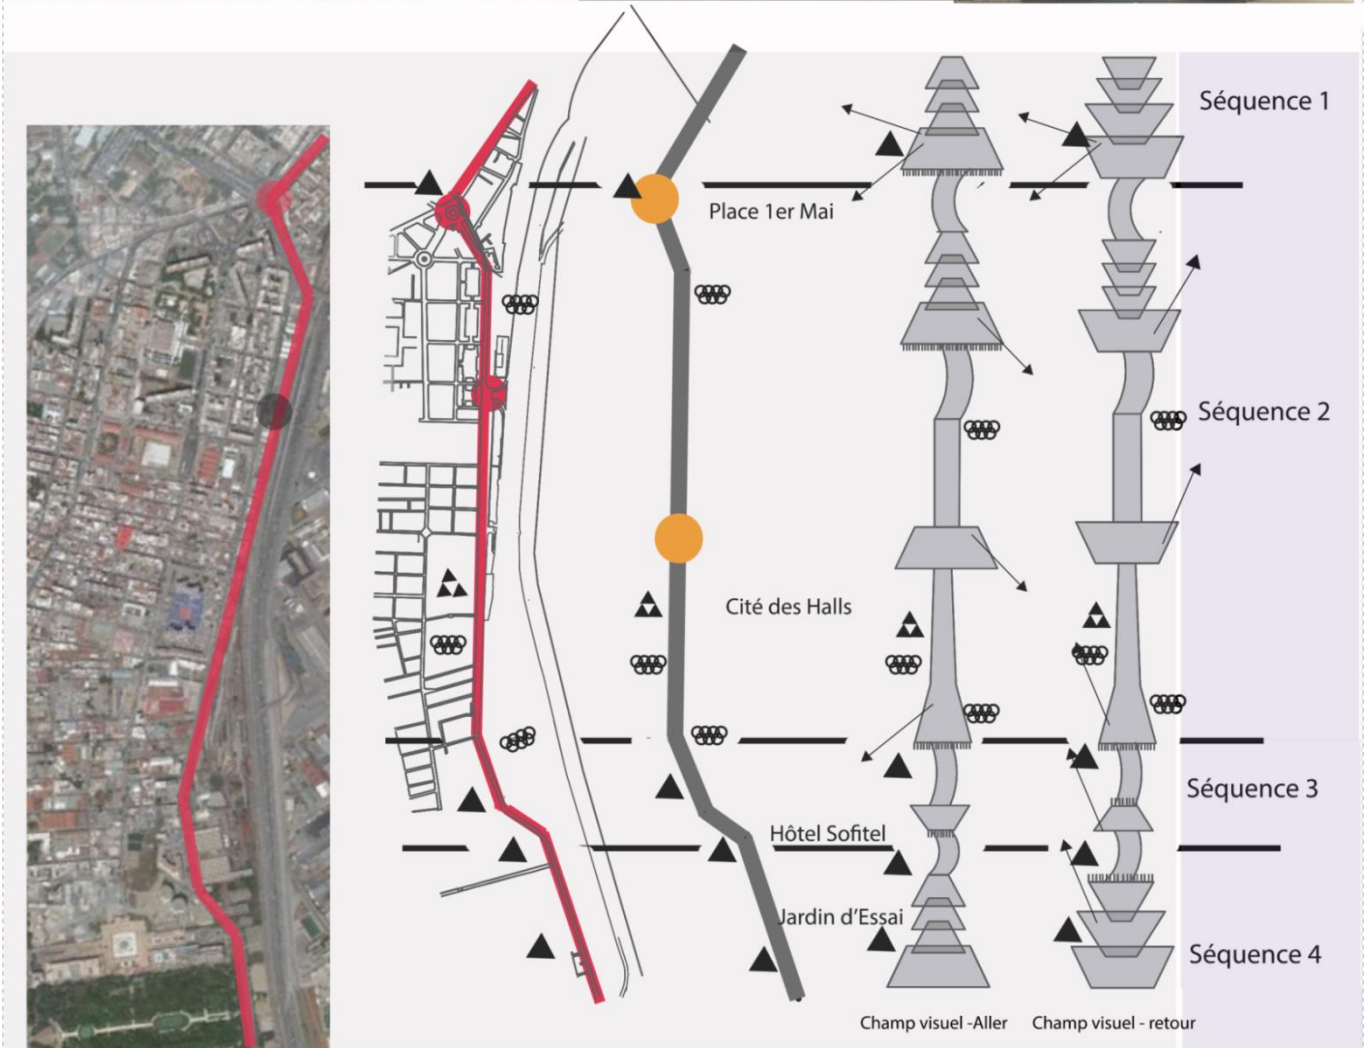 Séquence 1
Place 1er Mai
Séquence 2
Cité des Halls
Séquence 3
Hôtel Sofitel
Jardin d'Essai
Séquence 4
Champ visuel -Aller
Champ visuel - retour